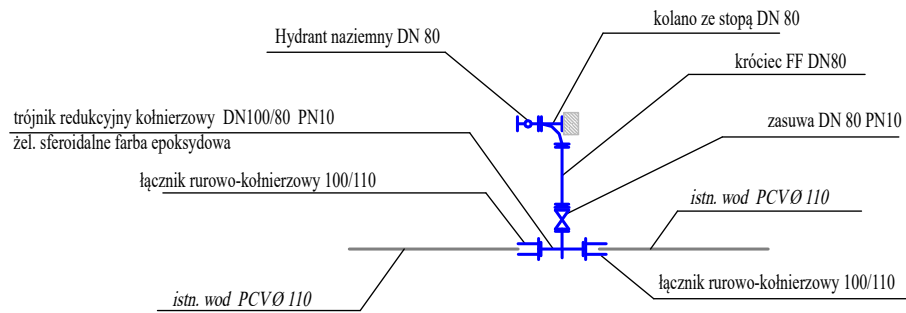 kolano ze stopą DN 80
Hydrant naziemny DN 80
króciec FF DN80
trójnik redukcyjny kołnierzowy DN100/80 PN10
żel. sferoidalne farba epoksydowa
zasuwa DN 80 PN10
łącznik rurowo-kołnierzowy 100/110
istn. wod PCVØ 110
łącznik rurowo-kołnierzowy 100/110
istn. wod PCVØ 110